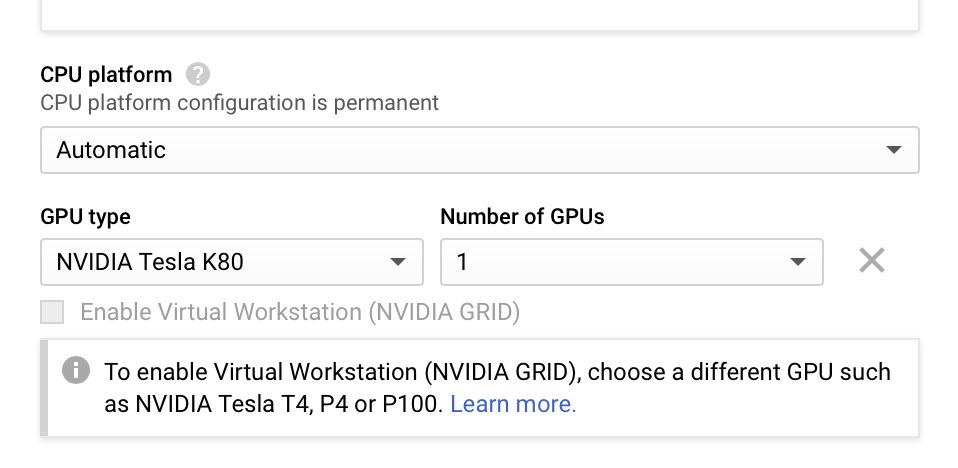 CPU platform ?
CPU platform configuration is permanent
Automatic
GPU type Number of GPUs
NVIDIA Tesla K80 1
Enable Virtual Workstation (NVIDIA GRID)
To enable Virtual Workstation (NVIDIA GRID), choose a different GPU such
as NVIDIA Tesla T4, P4 or P100. Learn more.